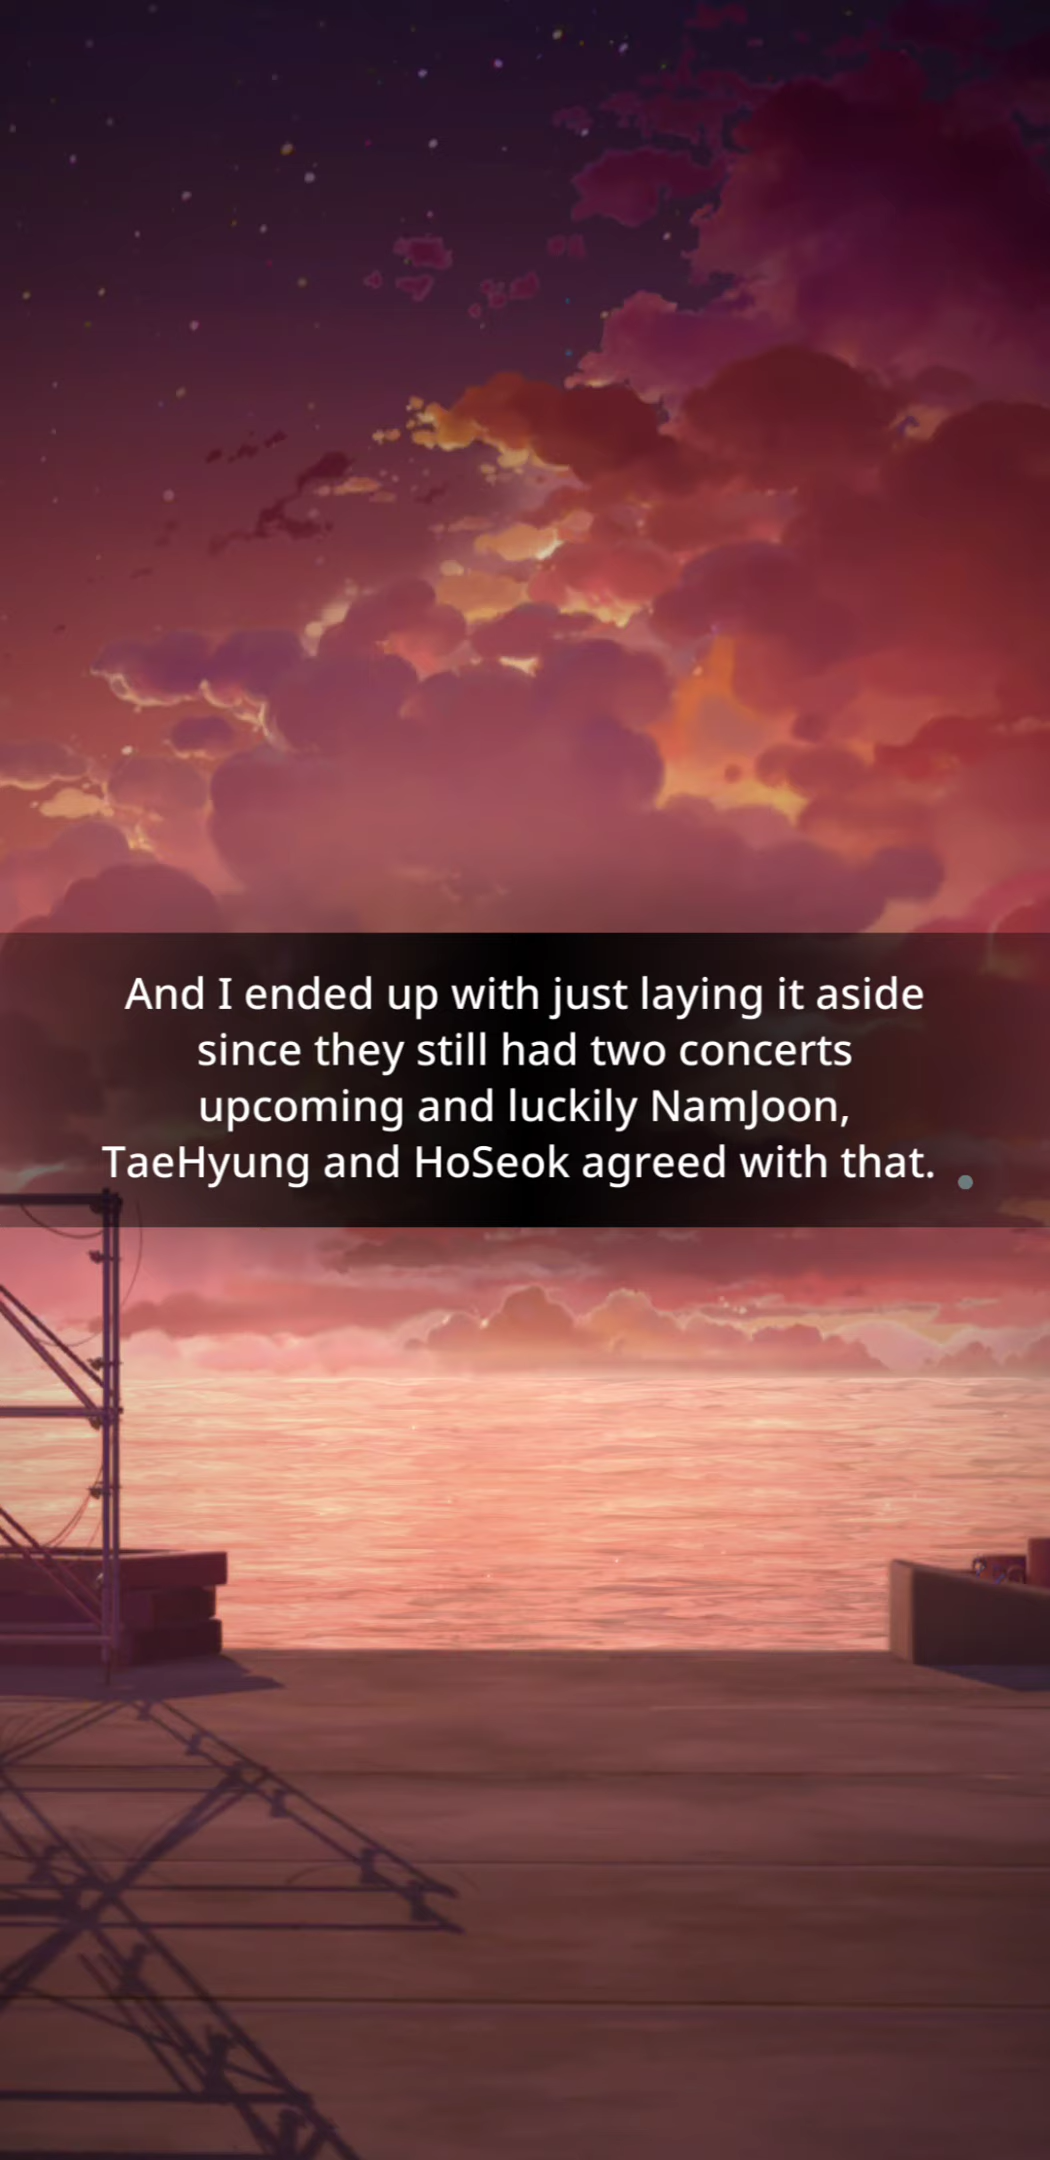 And I ended up with just laying it aside
since they still had two concerts
upcoming and luckily NamJoon,
TaeHyung and HoSeok agreed with that.